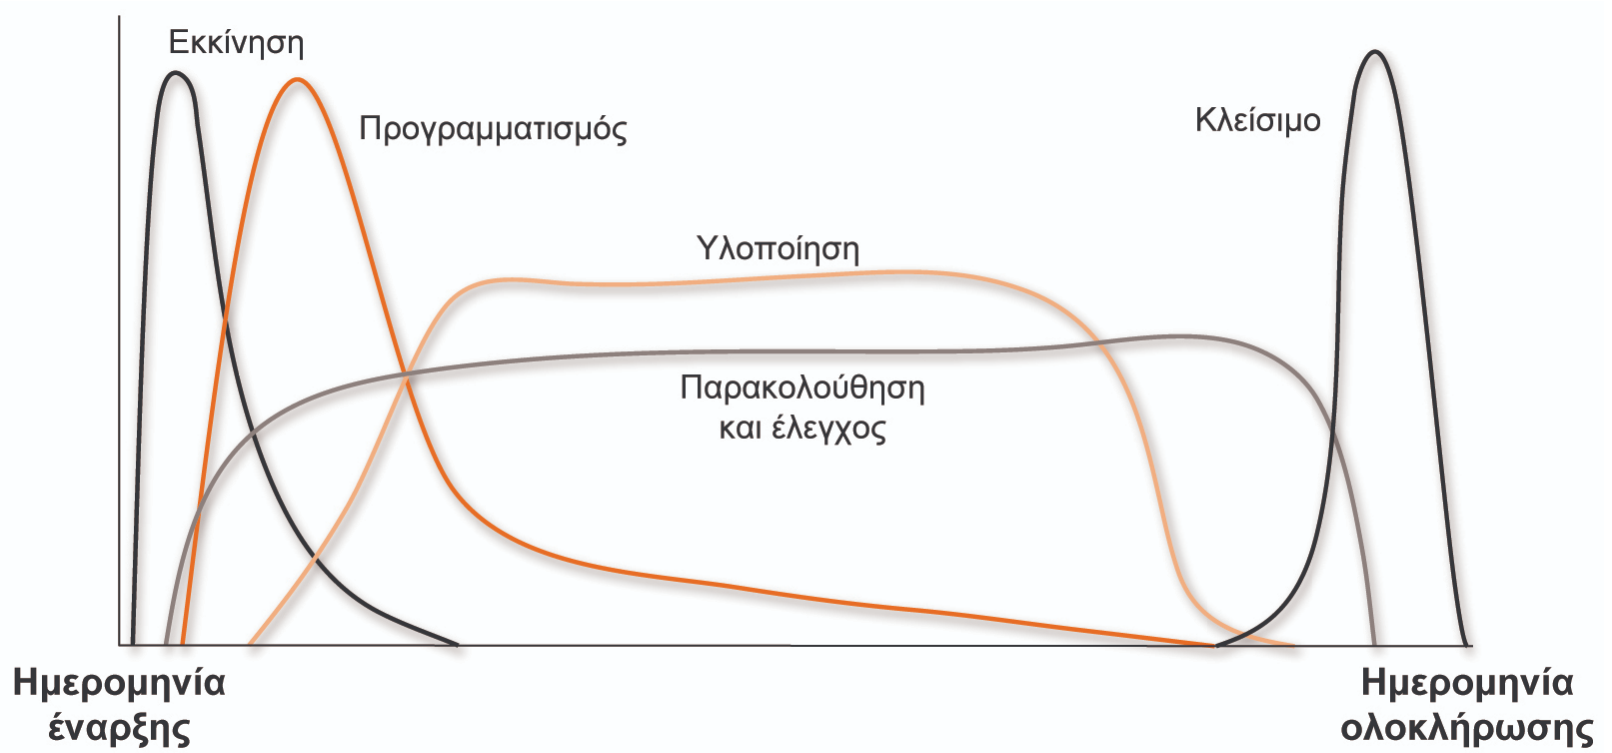 Εκκίνηση
Προγραμματισμός
Κλείσιμο
Υλοποίηση
Παρακολούθηση
και έλεγχος
Ημερομηνία
έναρξης
Ημερομηνία
ολοκλήρωσης